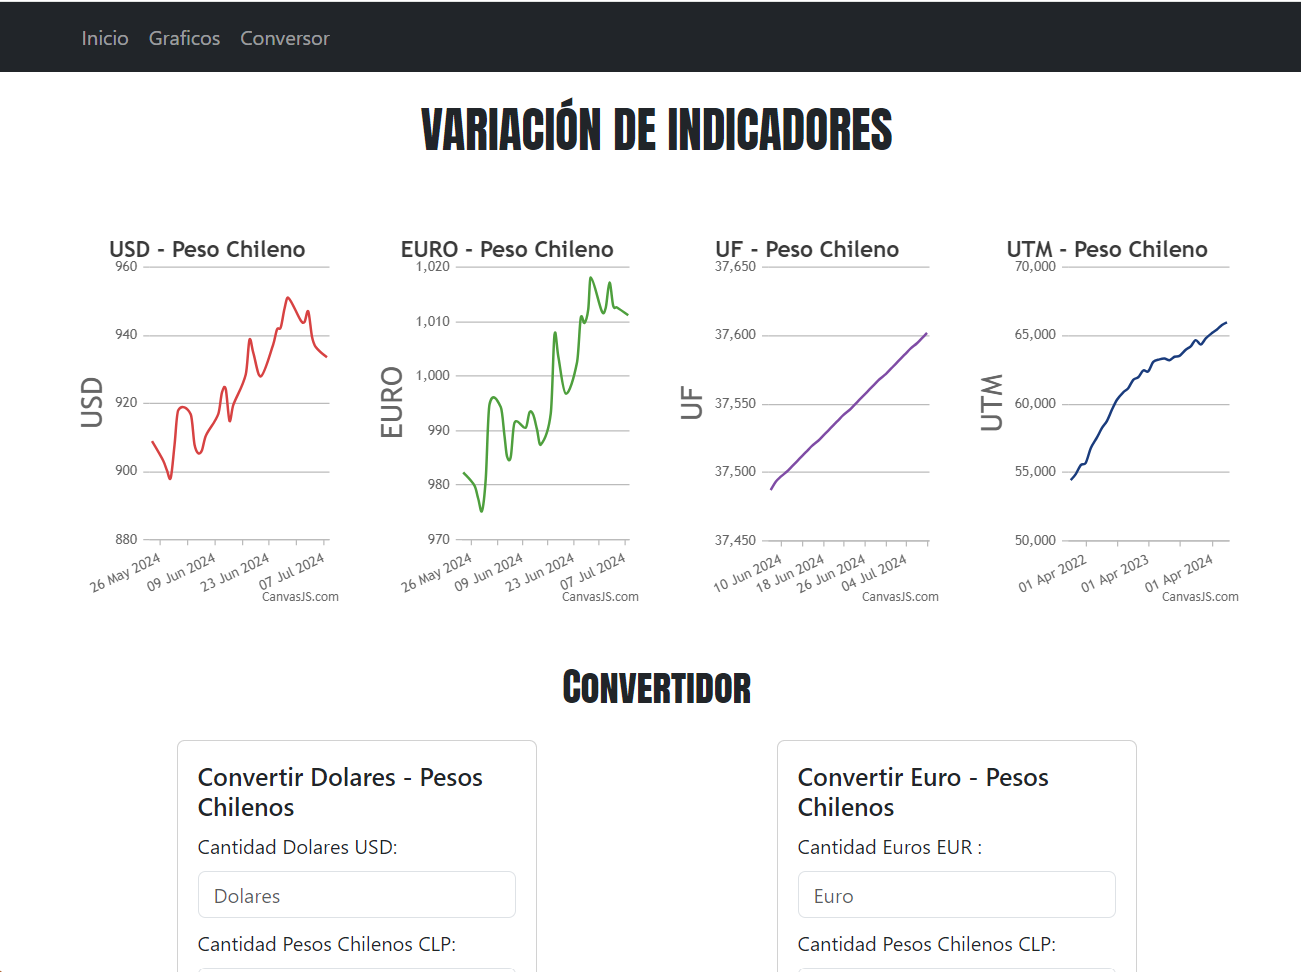 Inicio Graficos Conversor
VARIACIÓN DE INDICADORES
USD - Peso Chileno
960
940
920
900
880
USD
26 May 2024
09 Jun 2024
23 Jun 2024
07 Jul 2024
CanvasJS.com
EURO - Peso Chileno
1,020
1,010
1,000
990
980
970
EURO
26 May 2024
09 Jun 2024
23 Jun 2024
07 Jul 2024
CanvasJS.com
UF - Peso Chileno
37,650
37,600
37,550
37,500
37,450
UF
10 Jun 2024
18 Jun 2024
26 Jun 2024
04 Jul 2024
CanvasJS.com
UTM - Peso Chileno
70,000
65,000
60,000
55,000
50,000
UTM
01 Apr 2022
01 Apr 2023
01 Apr 2024
CanvasJS.com
CONVERTIDOR
Convertir Dolares - Pesos
Chilenos
Cantidad Dolares USD:
Dolares
Cantidad Pesos Chilenos CLP:
Convertir Euro - Pesos
Chilenos
Cantidad Euros EUR :
Euro
Cantidad Pesos Chilenos CLP: